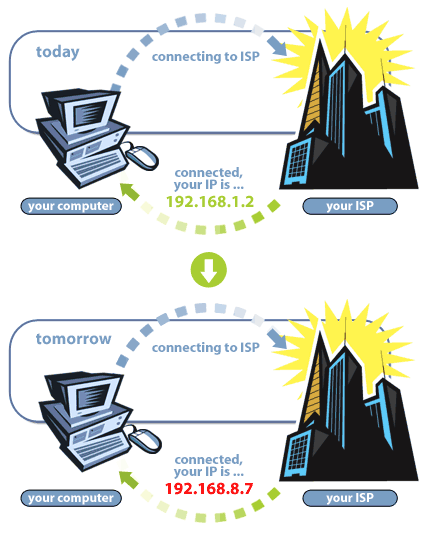 today
connecting to ISP
connected,
your IP is ...
192.168.1.2
your computer
your ISP
tomorrow
connecting to ISP
connected,
your IP is ...
192.168.8.7
your computer
your ISP